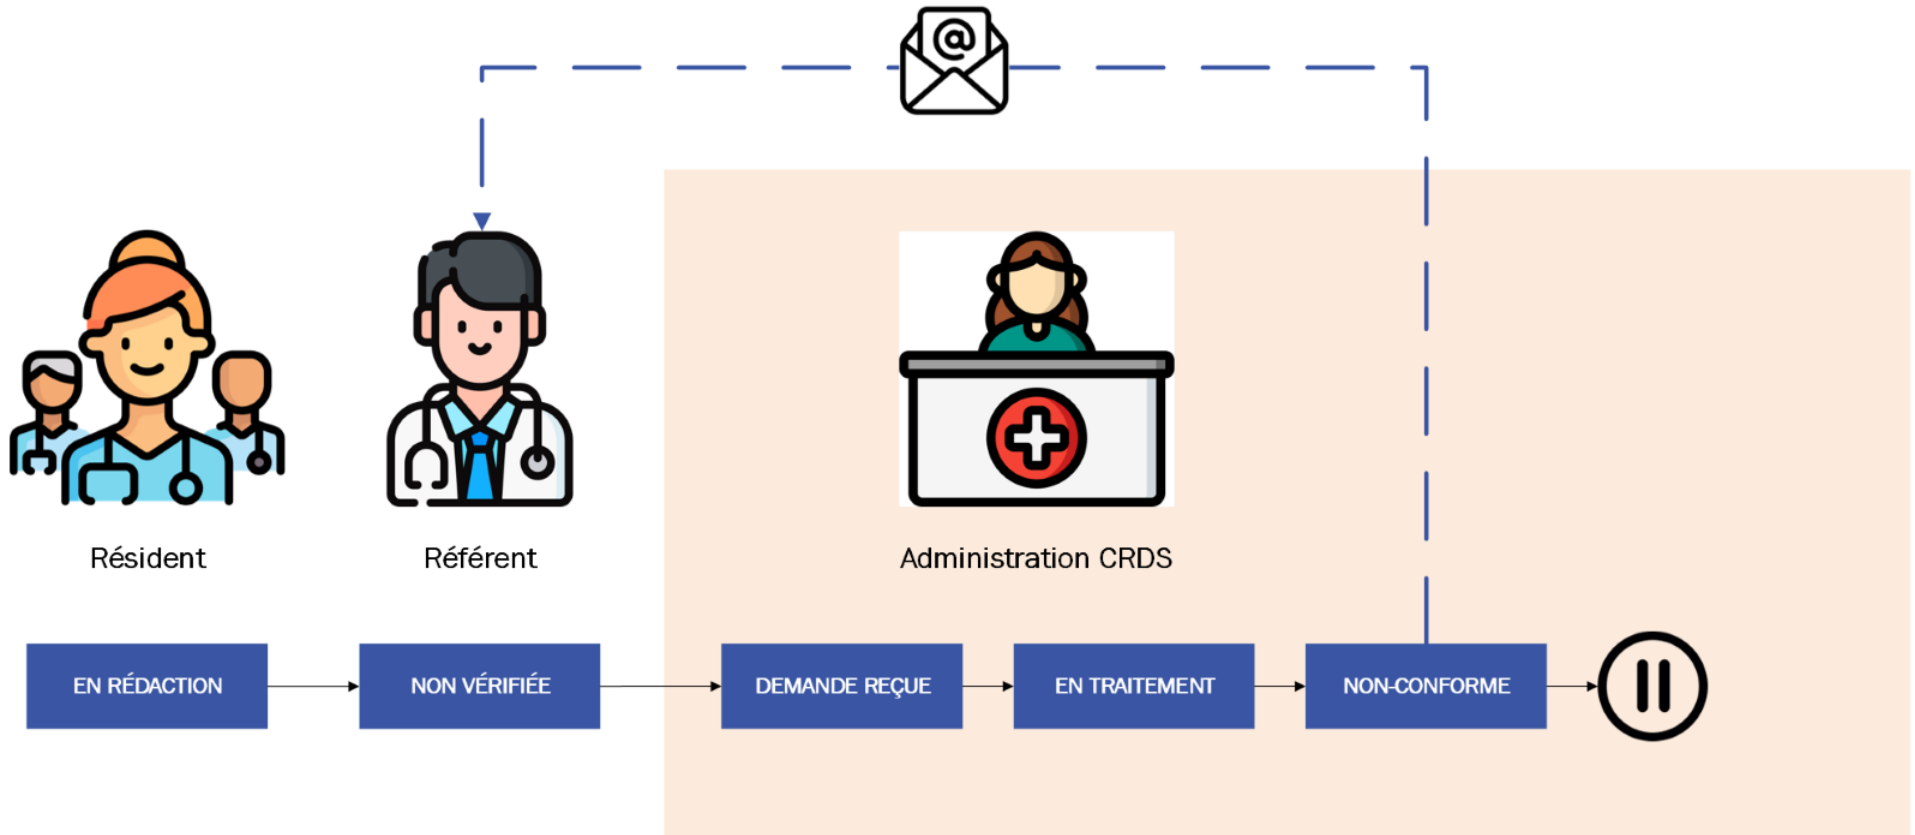 @
Résident
Référent
Administration CRDS
EN RÉDACTION
NON VÉRIFIÉE
DEMANDE REÇUE
EN TRAITEMENT
NON-CONFORME